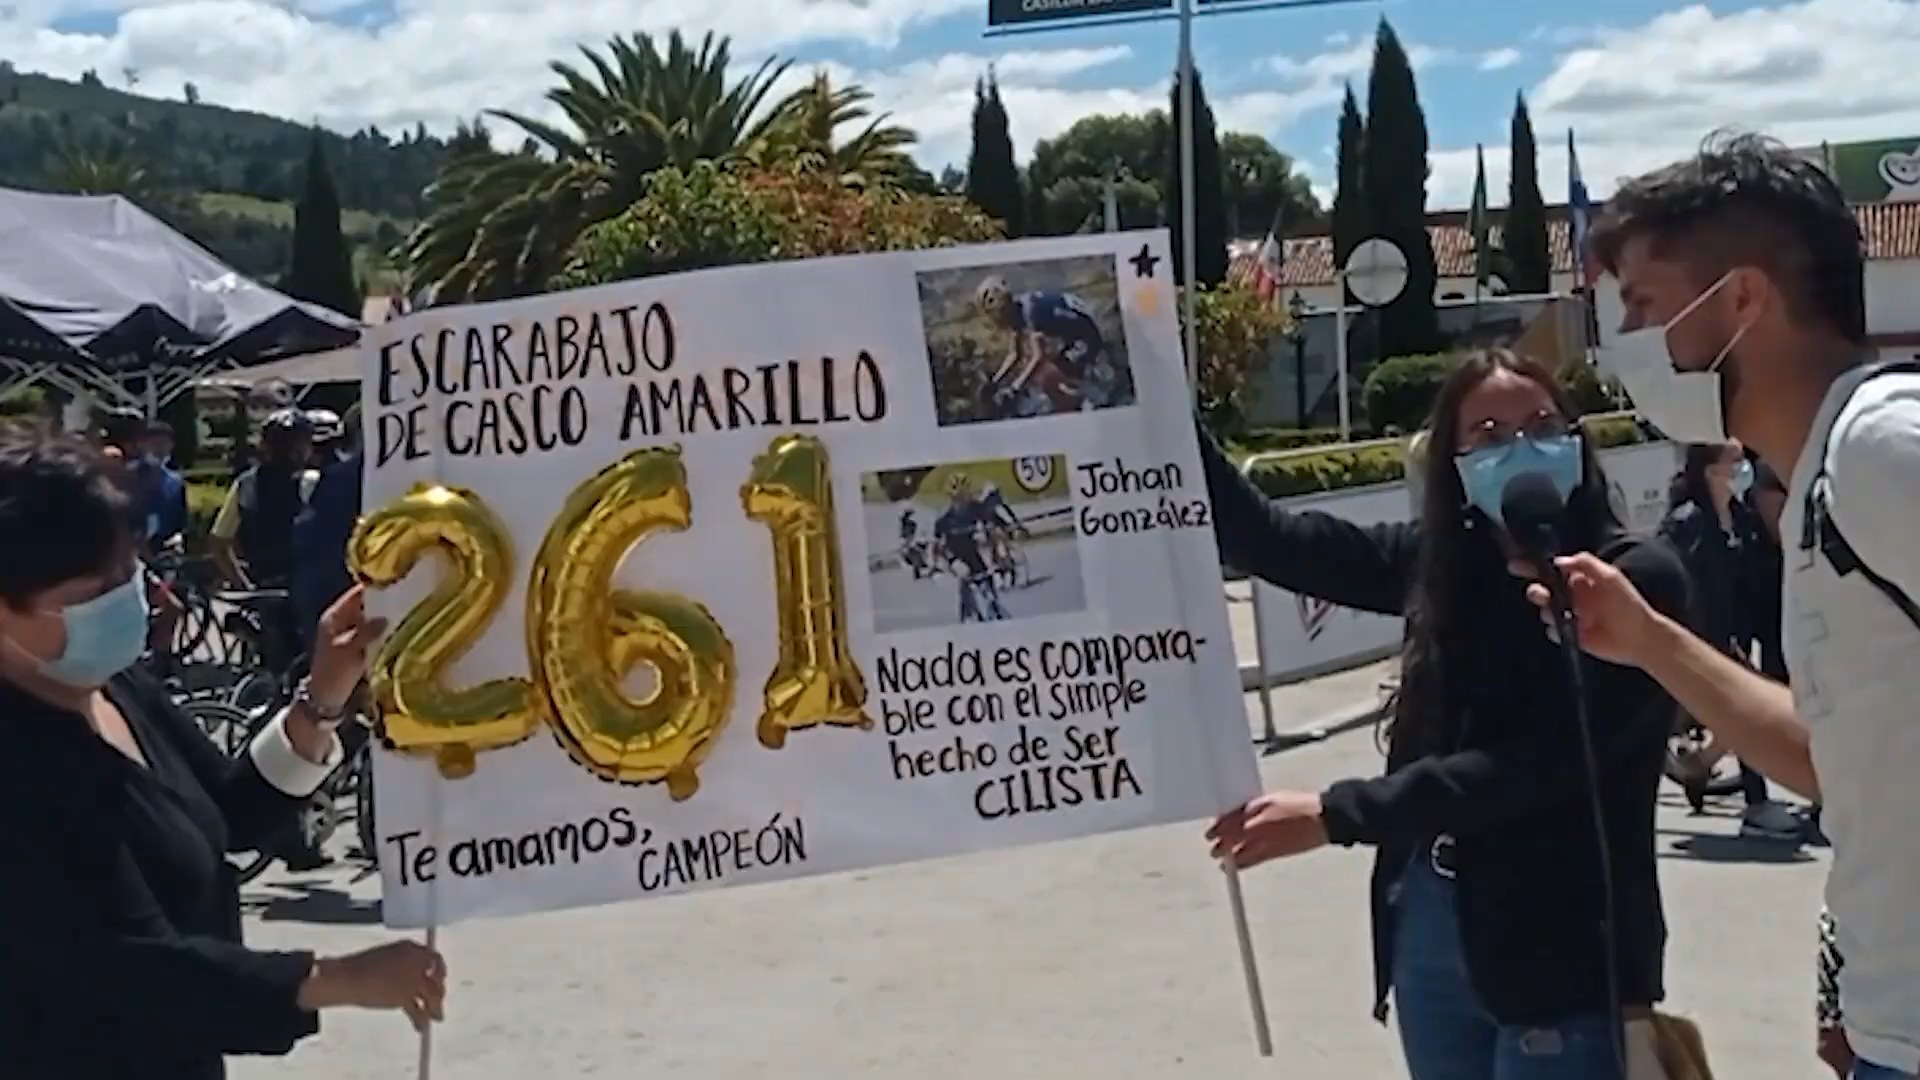 ESCARABAJO
DE CASCO AMARILLO
261
50
Johan
González
Nada es compara-
ble con el simple
hecho de ser
CILISTA
Te amamos,
CAMPEÓN